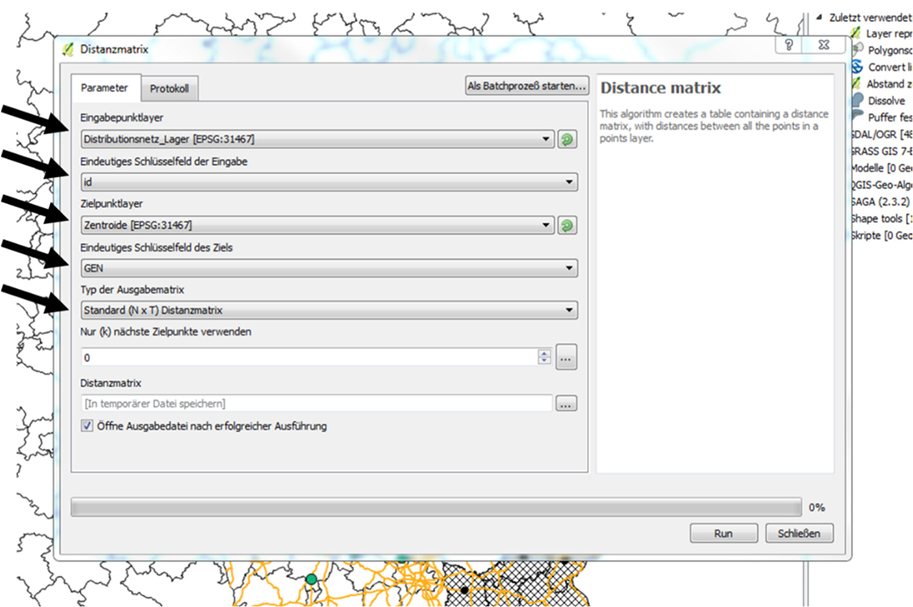 Zuletzt verwendet
Distanzmatrix
?
Layer repr
Parameter
Protokoll
Als Batchprozeß starten...
Polygonsc
Convert li
Abstand z
Dissolve
Puffer fes
GDAL/OGR [48
GRASS GIS 7-B
Modelle [0 Geo
QGIS-Geo-Algo
SAGA (2.3.2)
Shape tools [1
Skripte [0 Geo
Eingabepunktlayer
Distributionsnetz_Lager [EPSG:31467]
Eindeutiges Schlüsselfeld der Eingabe
id
Zielpunktlayer
Zentroide [EPSG:31467]
Eindeutiges Schlüsselfeld des Ziels
GEN
Typ der Ausgabematrix
Standard (N x T) Distanzmatrix
Nur (k) nächste Zielpunkte verwenden
0
...
Distanzmatrix
[In temporärer Datei speichern]
...
Öffne Ausgabedatei nach erfolgreicher Ausführung
Distance matrix
This algorithm creates a table containing a distance
matrix, with distances between all the points in a
points layer.
0%
Run
Schließen